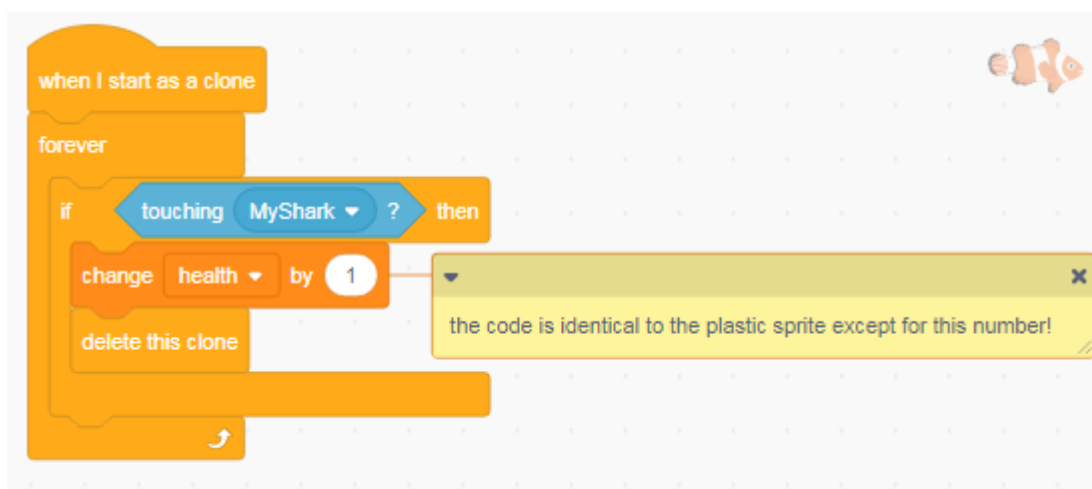 when I start as a clone
forever
if touching MyShark ? then
change health by 1
the code is identical to the plastic sprite except for this number!
delete this clone